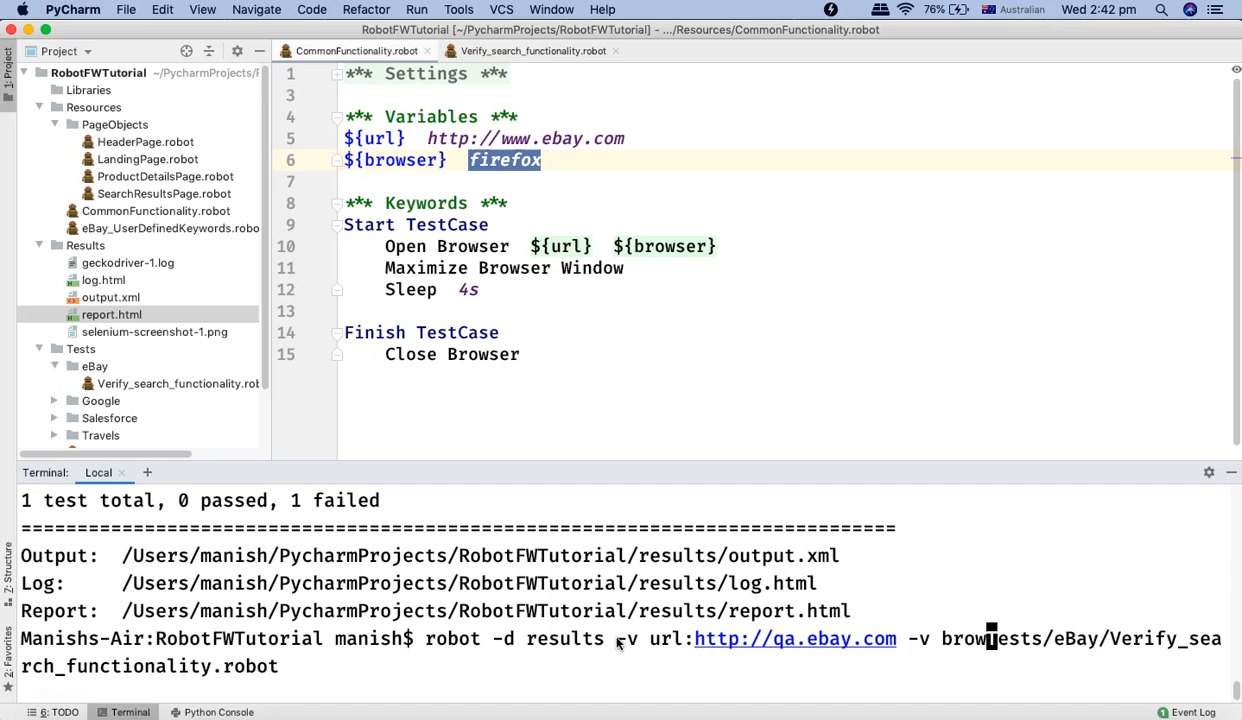 PyCharm File Edit View Navigate Code Refactor Run Tools VCS Window Help 76% Australian Wed 2:42 pm
RobotFWTutorial [~/PycharmProjects/RobotFWTutorial] - .../Resources/CommonFunctionality.robot
Project
CommonFunctionality.robot
Verify_search_functionality.robot
1: Project
RobotFWTutorial ~/PycharmProjects/F
Libraries
Resources
PageObjects
HeaderPage.robot
LandingPage.robot
ProductDetailsPage.robot
SearchResultsPage.robot
CommonFunctionality.robot
eBay_UserDefinedKeywords.robo
Results
geckodriver-1.log
log.html
output.xml
report.html
selenium-screenshot-1.png
Tests
eBay
Verify_search_functionality.rob
Google
Salesforce
Travels
1 *** Settings ***
3
4 *** Variables ***
5 ${url} http://www.ebay.com
6 ${browser} firefox
7
8 *** Keywords ***
9 Start TestCase
10 Open Browser ${url} ${browser}
11 Maximize Browser Window
12 Sleep 4s
13
14 Finish TestCase
15 Close Browser
Terminal: Local
Z: Structure
2: Favorites
1 test total, 0 passed, 1 failed
==============================================================================
Output: /Users/manish/PycharmProjects/RobotFWTutorial/results/output.xml
Log: /Users/manish/PycharmProjects/RobotFWTutorial/results/log.html
Report: /Users/manish/PycharmProjects/RobotFWTutorial/results/report.html
Manishs-Air:RobotFWTutorial manish$ robot -d results -v url:http://qa.ebay.com -v browtests/eBay/Verify_sea
rch_functionality.robot
6: TODO Terminal Python Console 1 Event Log